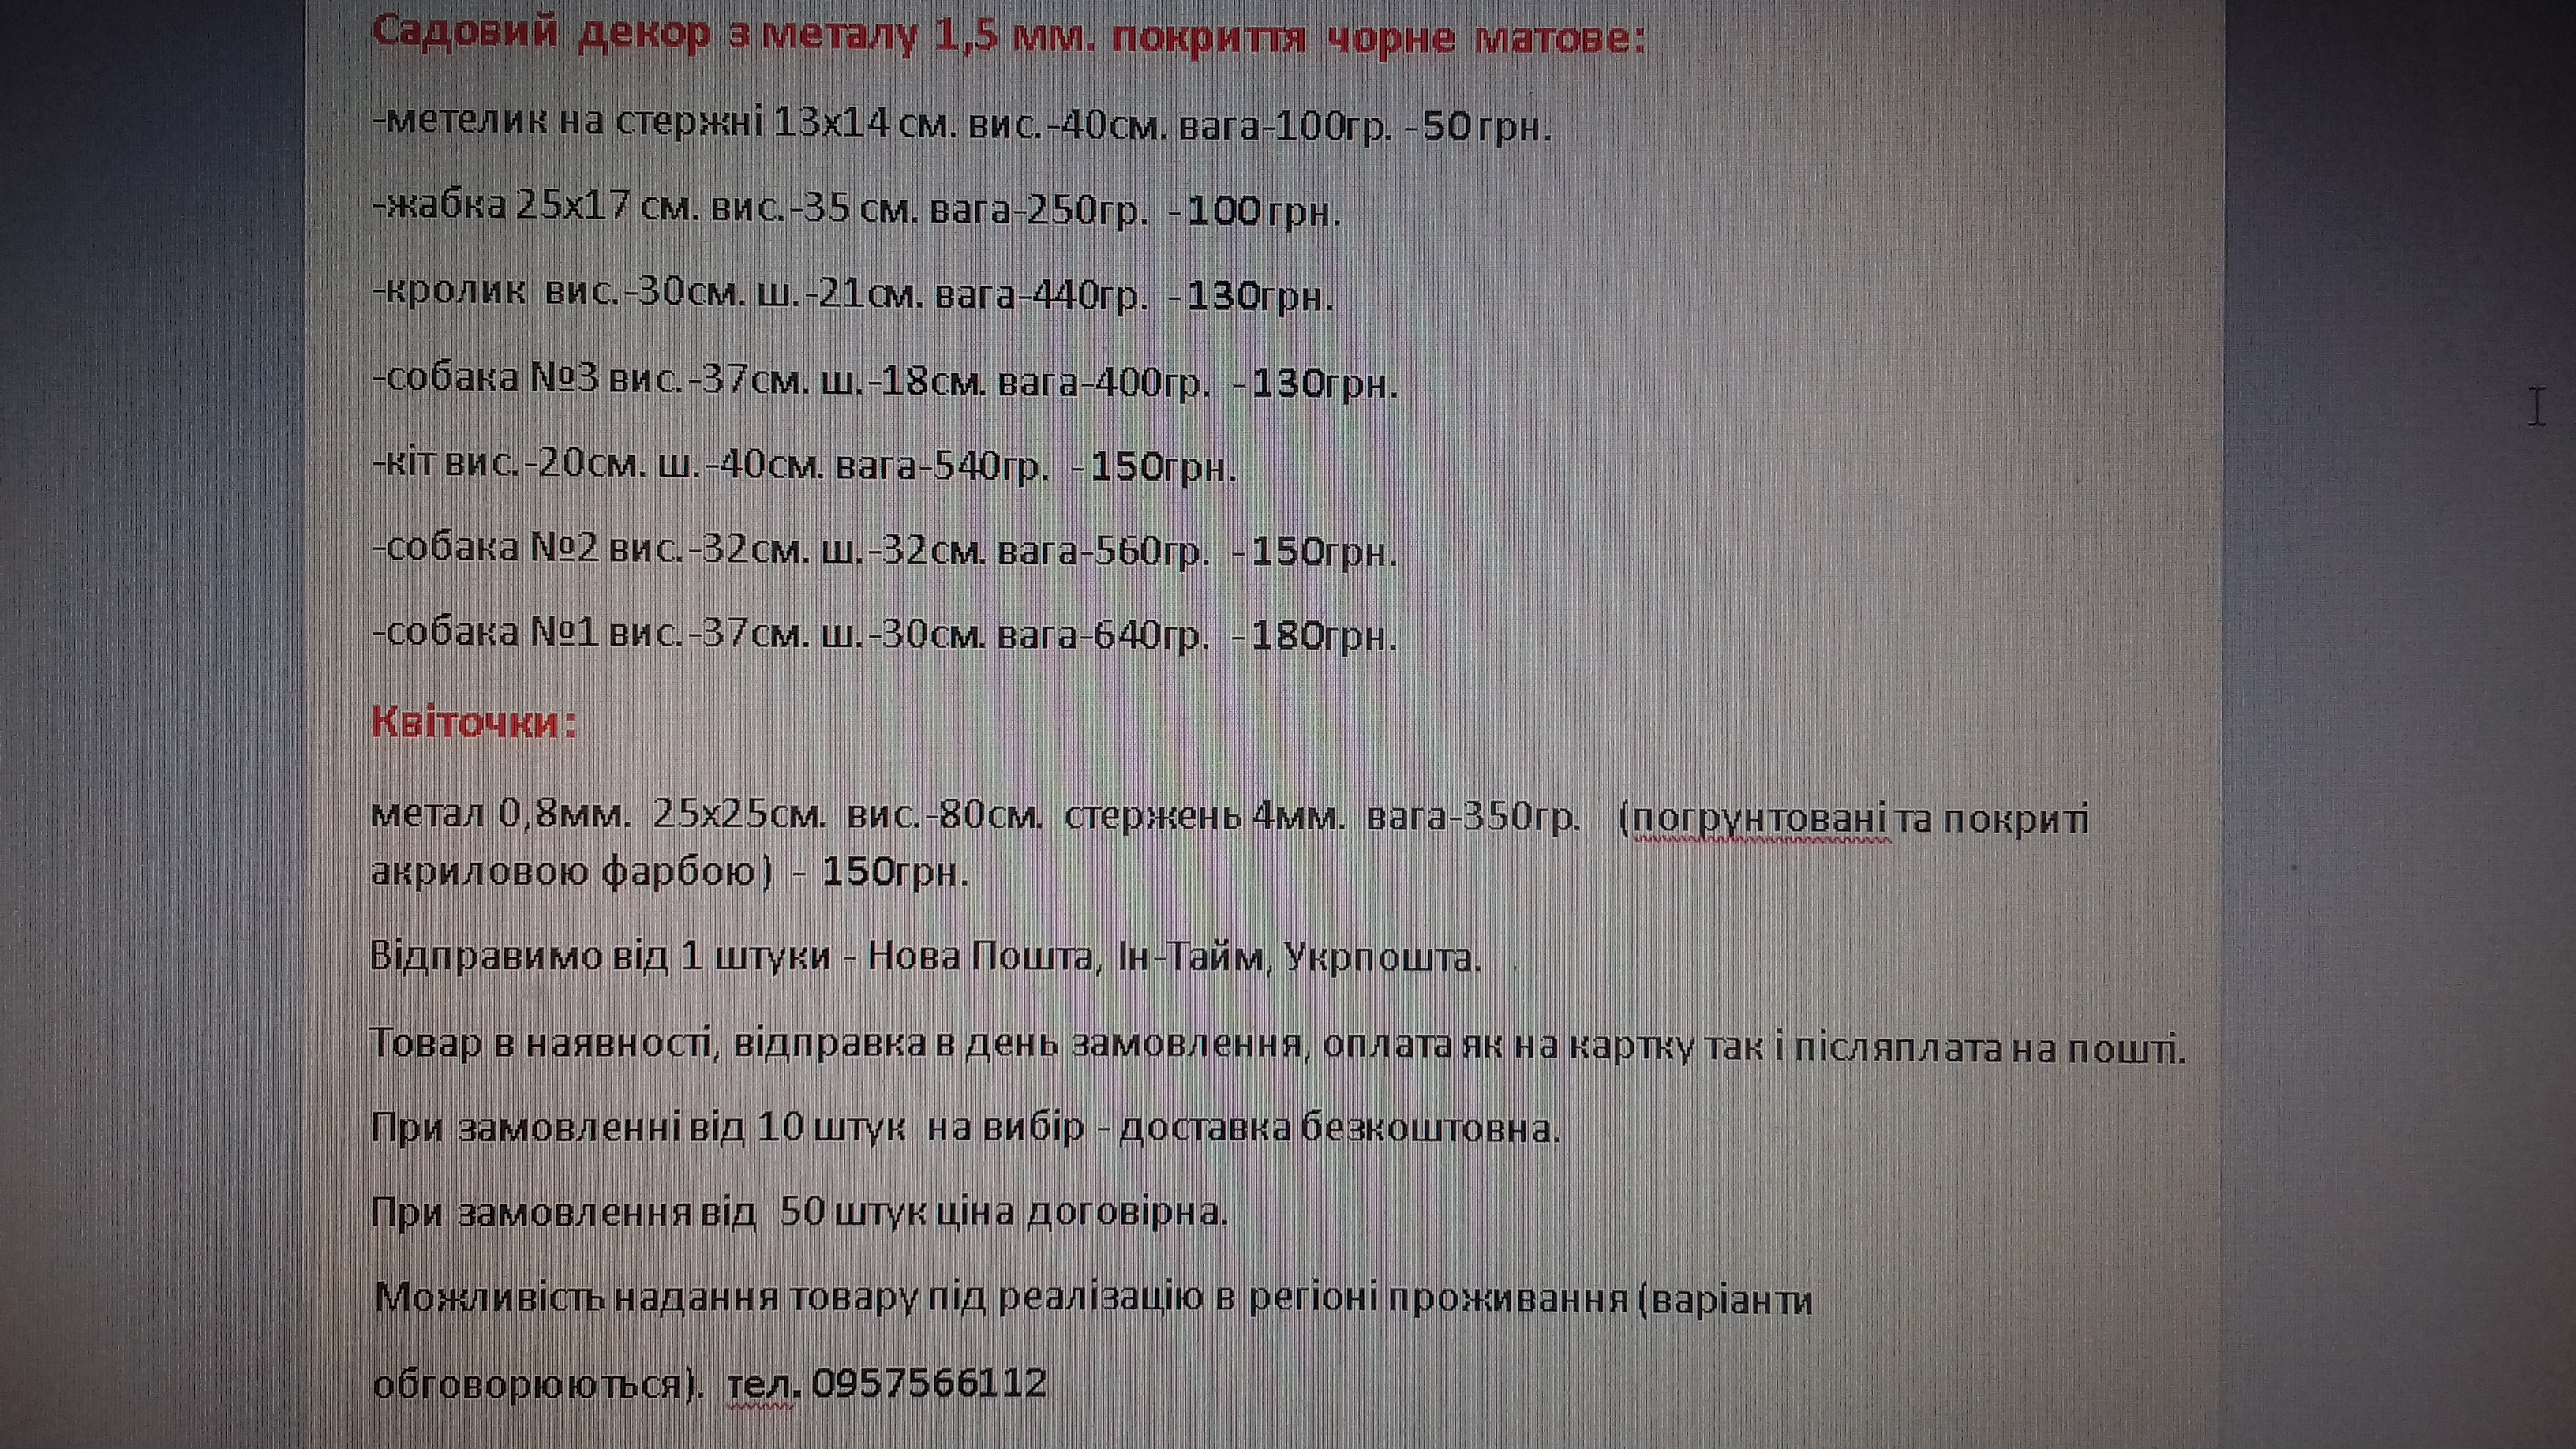 Садовий декор з металу 1,5 мм. покриття чорне матове:
-метелик на стержні 13х14 см. вис.-40см. вага-100гр. -50грн.
-жабка 25х17 см. вис.-35 см. вага-250гр. -100грн.
-кролик вис.-30см. ш.-21см. вага-440гр. -130грн.
-собака №3 вис.-37см. ш.-18см. вага-400гр. -130грн.
-кіт вис.-20см. ш.-40см. вага-540гр. -150грн.
-собака №2 вис.-32см. ш.-32см. вага-560гр. -150грн.
-собака №1 вис.-37см. ш.-30см. вага-640гр. -180грн.
Квіточки:
метал 0,8мм. 25х25см. вис.-80см. стержень 4мм. вага-350гр. (погрунтовані та покриті
акриловою фарбою) - 150грн.
Відправимо від 1 штуки - Нова Пошта, Ін-Тайм, Укрпошта.
Товар в наявності, відправка в день замовлення, оплата як на картку так і післяплата на пошті.
При замовленні від 10 штук на вибір - доставка безкоштовна.
При замовлення від 50 штук ціна договірна.
Можливість надання товару під реалізацію в регіоні проживання (варіанти
обговорюються). тел. 0957566112